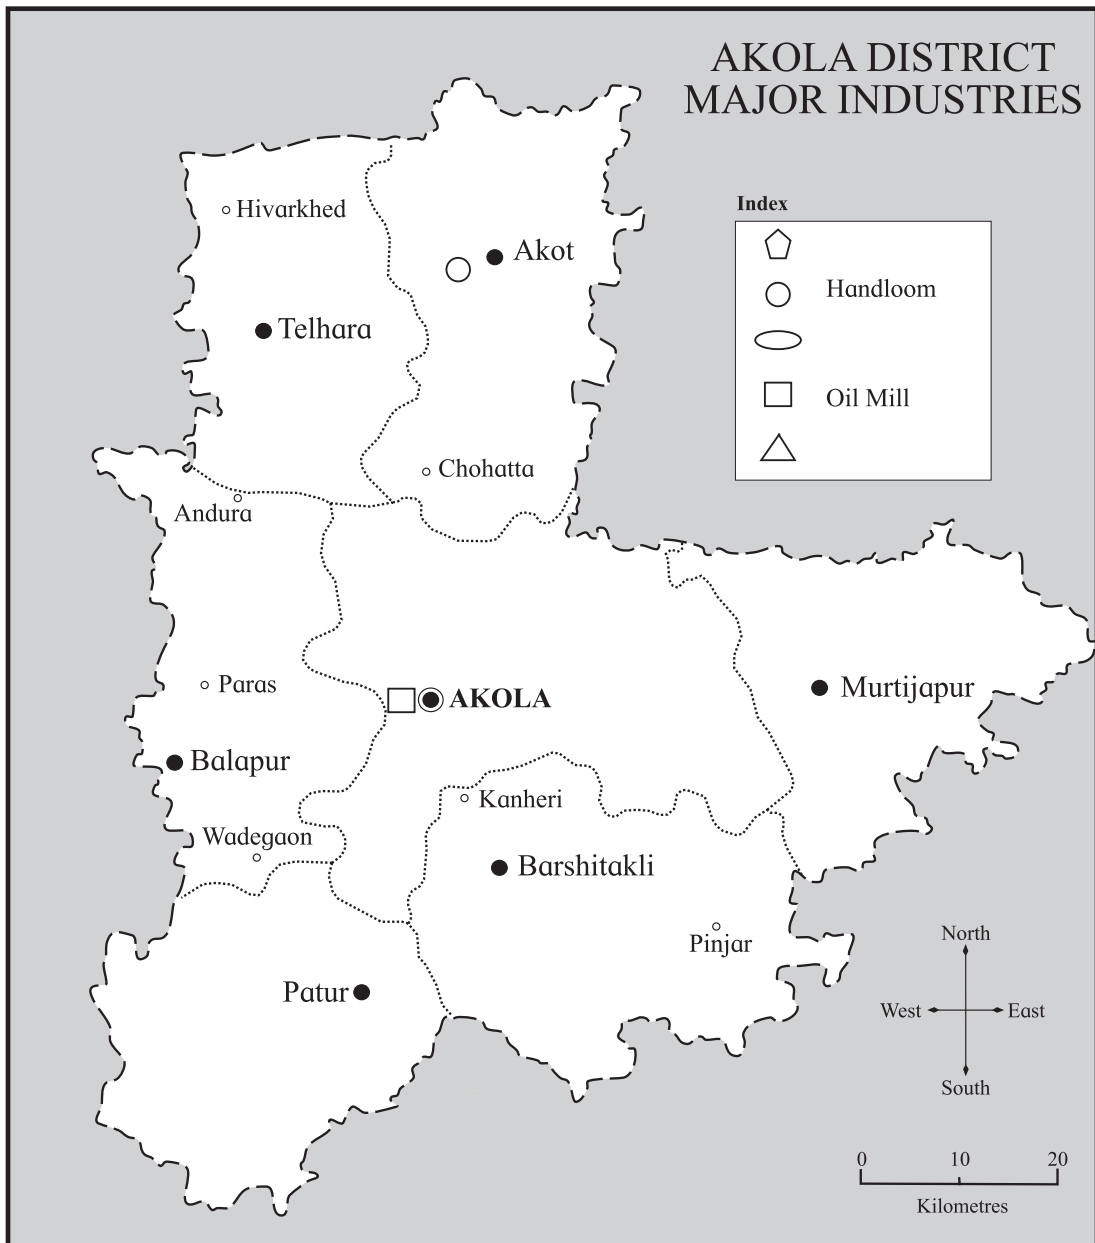 AKOLA DISTRICT
MAJOR INDUSTRIES
Index
Handloom
Oil Mill
Hivarkhed
Akot
Telhara
Chohatta
Andura
Paras
AKOLA
Murtijapur
Balapur
Kanheri
Wadegaon
Barshitakli
Pinjar
Patur
North
West
East
South
0 10 20
Kilometres